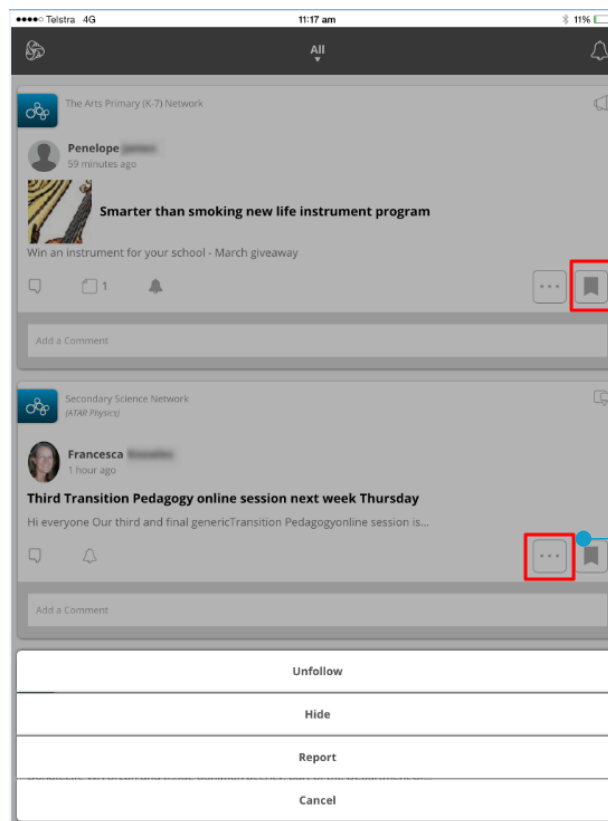 Telstra 4G 11:17 am 11%
All
The Arts Primary (K-7) Network
Penelope
59 minutes ago
Smarter than smoking new life instrument program
Win an instrument for your school - March giveaway
1
Add a Comment
Secondary Science Network
(ATAR Physics)
Francesca
1 hour ago
Third Transition Pedagogy online session next week Thursday
Hi everyone Our third and final genericTransition Pedagogyonline session is...
Add a Comment
Unfollow
Hide
Report
Cancel